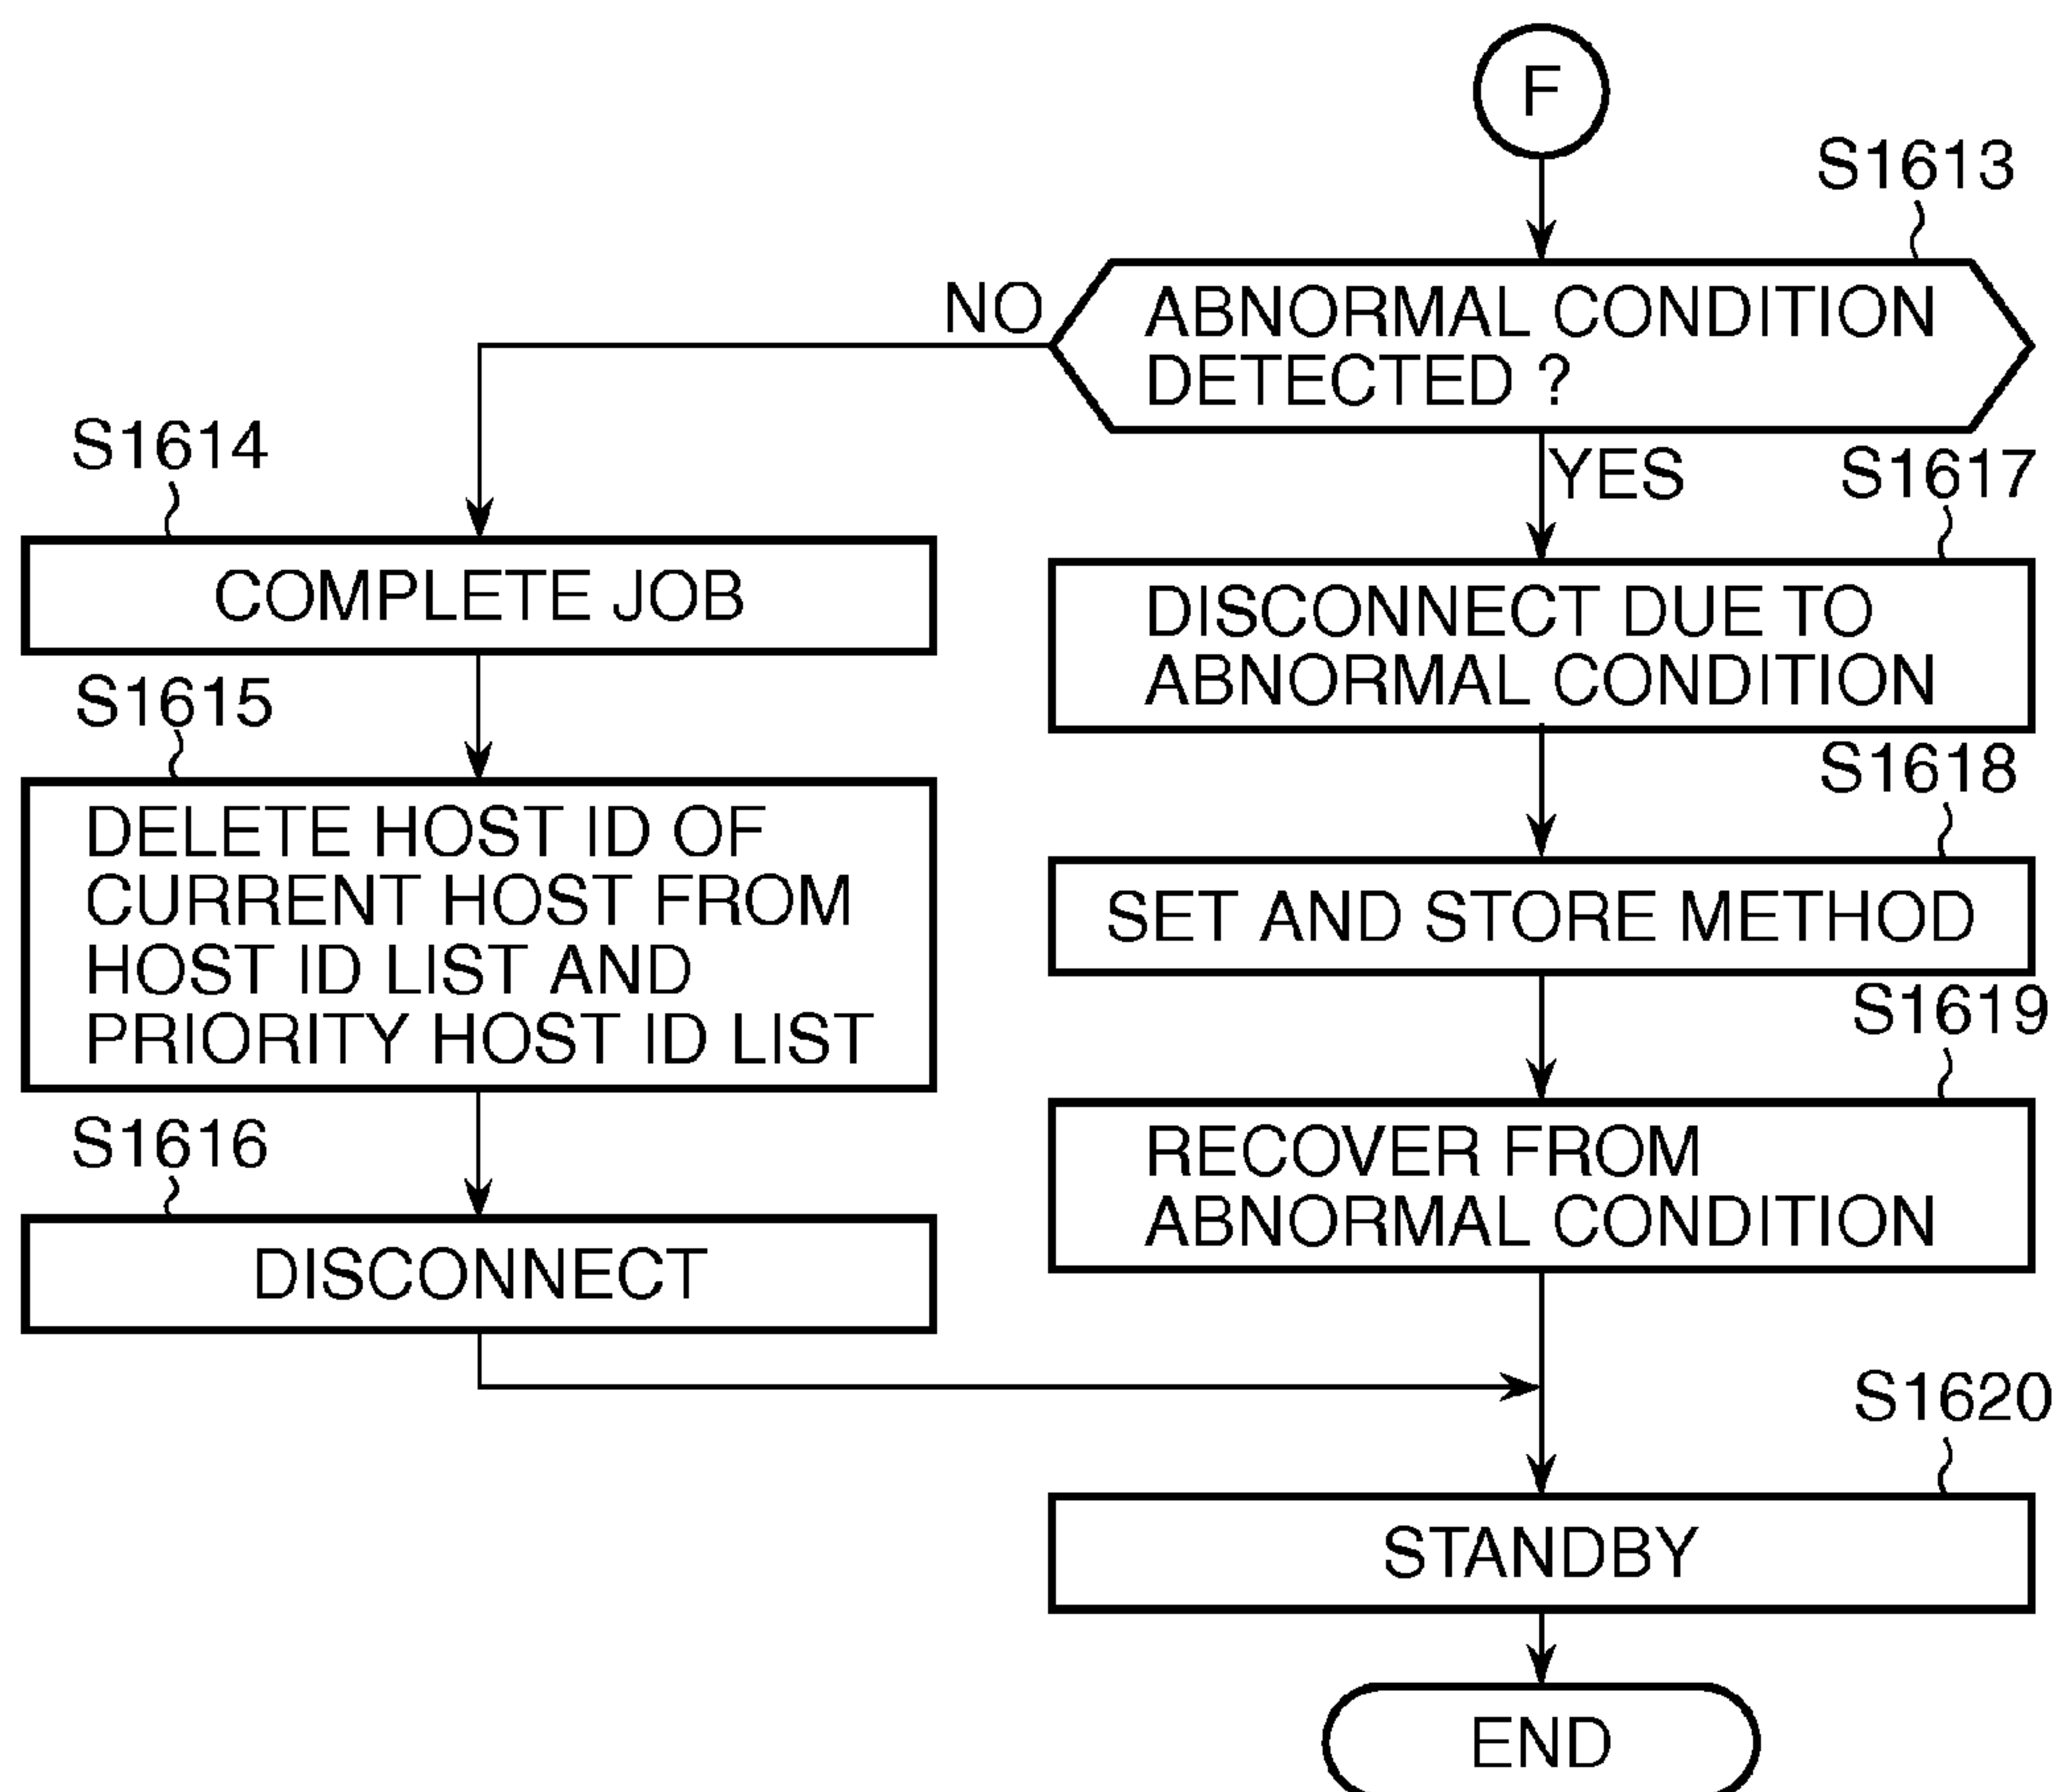 F
S1613
ABNORMAL CONDITION
DETECTED ?
NO
YES
S1614
COMPLETE JOB
S1615
DELETE HOST ID OF
CURRENT HOST FROM
HOST ID LIST AND
PRIORITY HOST ID LIST
S1616
DISCONNECT
S1617
DISCONNECT DUE TO
ABNORMAL CONDITION
S1618
SET AND STORE METHOD
S1619
RECOVER FROM
ABNORMAL CONDITION
S1620
STANDBY
END